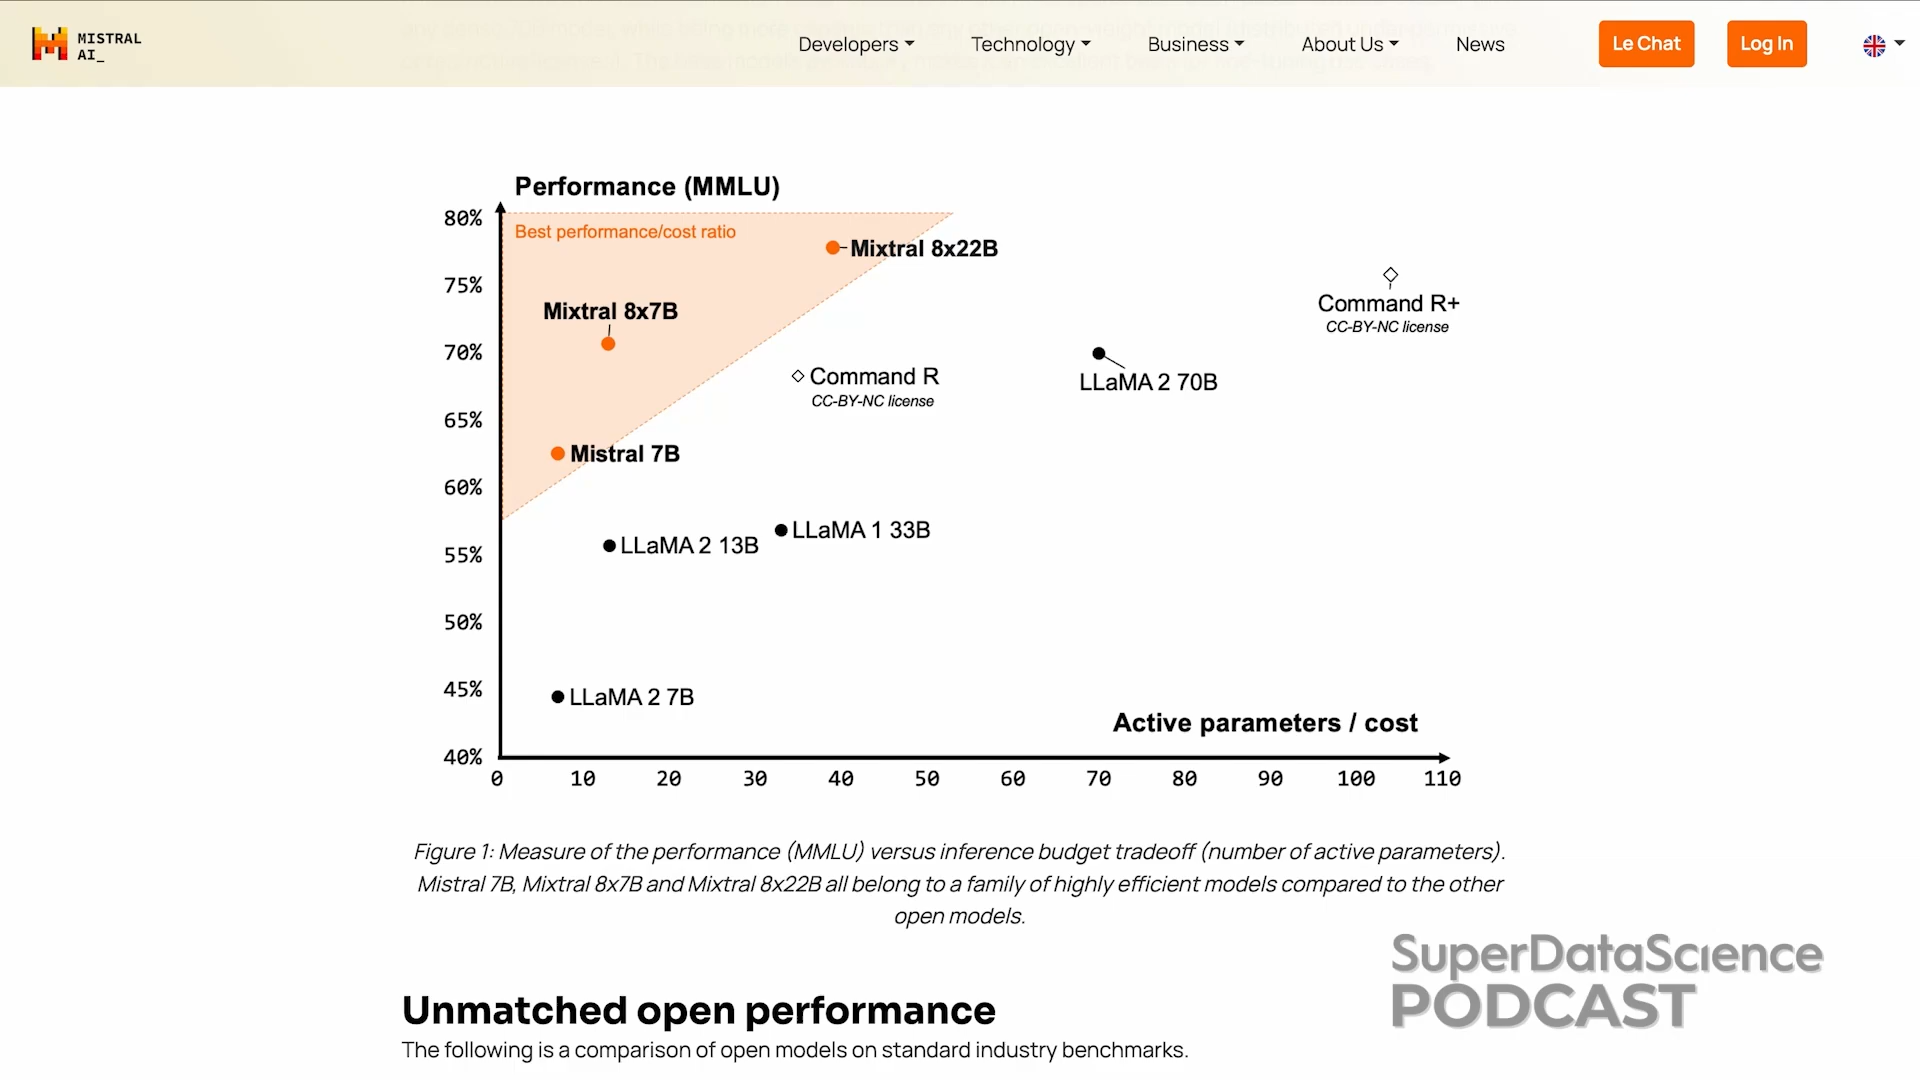 MISTRAL
AI_
Developers
Technology
Business
About Us
News
Le Chat
Log In
Performance (MMLU)
80%
Best performance/cost ratio
Mixtral 8x22B
75%
Command R+
CC-BY-NC license
Mixtral 8x7B
70%
LLaMA 2 70B
Command R
CC-BY-NC license
65%
Mistral 7B
60%
LLaMA 1 33B
LLaMA 2 13B
55%
50%
45%
LLaMA 2 7B
Active parameters / cost
40%
0 10 20 30 40 50 60 70 80 90 100 110
Figure 1: Measure of the performance (MMLU) versus inference budget tradeoff (number of active parameters).
Mistral 7B, Mixtral 8x7B and Mixtral 8x22B all belong to a family of highly efficient models compared to the other
open models.
SuperDataScience
PODCAST
Unmatched open performance
The following is a comparison of open models on standard industry benchmarks.